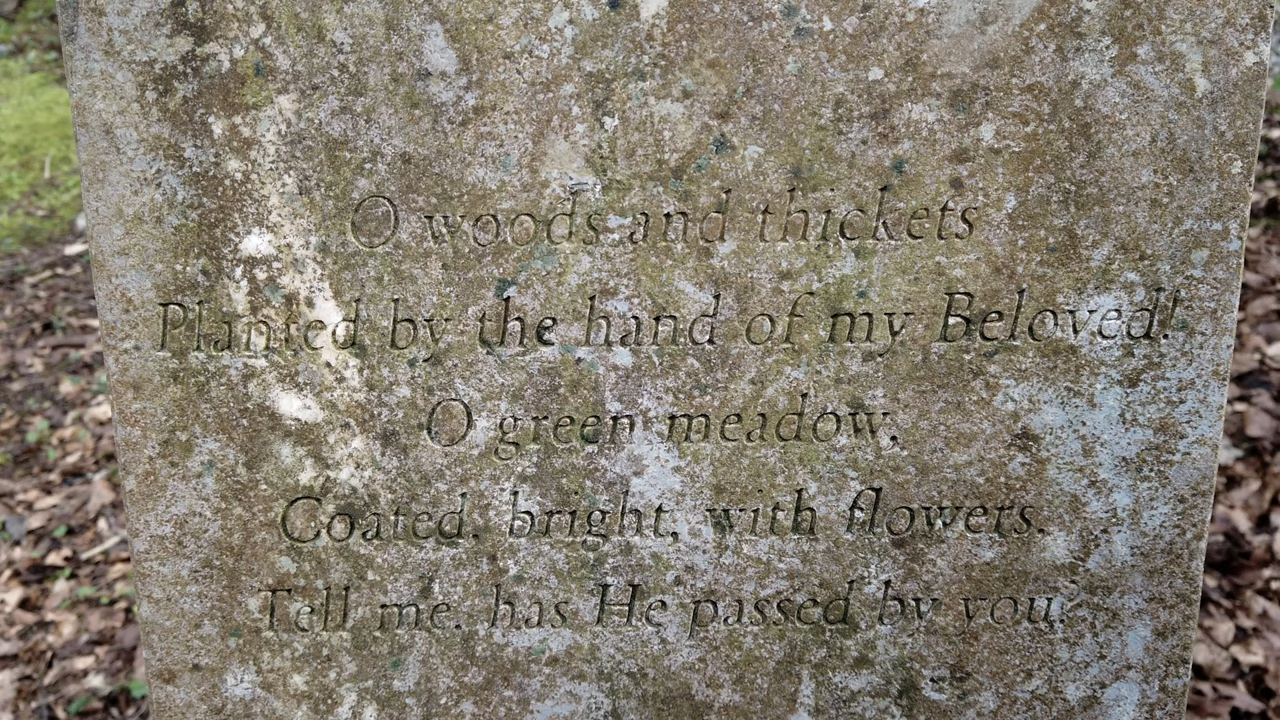 O woods and thickets
Planted by the hand of my Beloved!
O green meadow,
Coated, bright, with flowers,
Tell me, has He passed by you?